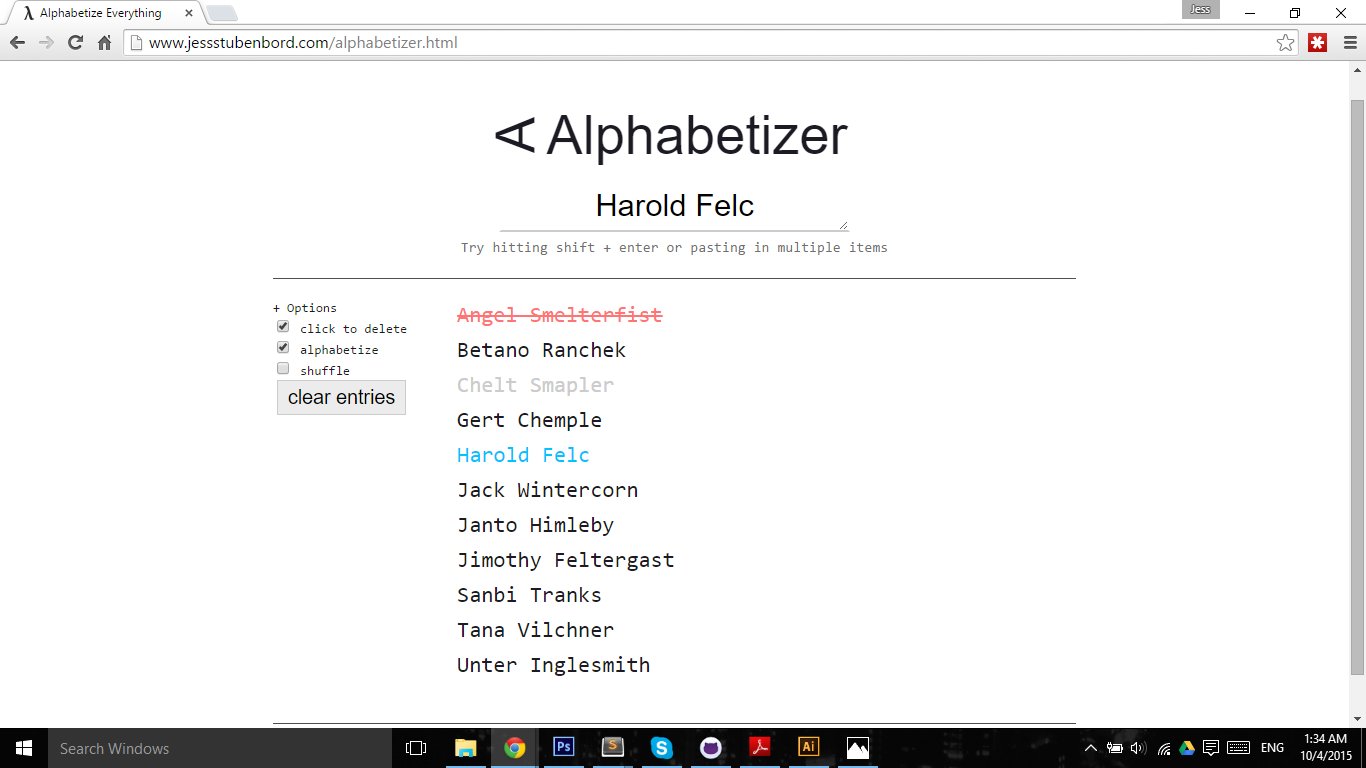 Alphabetize Everything
Jess
www.jessstubenbord.com/alphabetizer.html
Alphabetizer
Harold Felc
Try hitting shift + enter or pasting in multiple items
+ Options
click to delete
alphabetize
shuffle
clear entries
Angel Smelterfist
Betano Ranchek
Chelt Smapler
Gert Chemple
Harold Felc
Jack Wintercorn
Janto Himleby
Jimothy Feltergast
Sanbi Tranks
Tana Vilchner
Unter Inglesmith
Search Windows
Ps
S
S
Ai
ENG
1:34 AM
10/4/2015